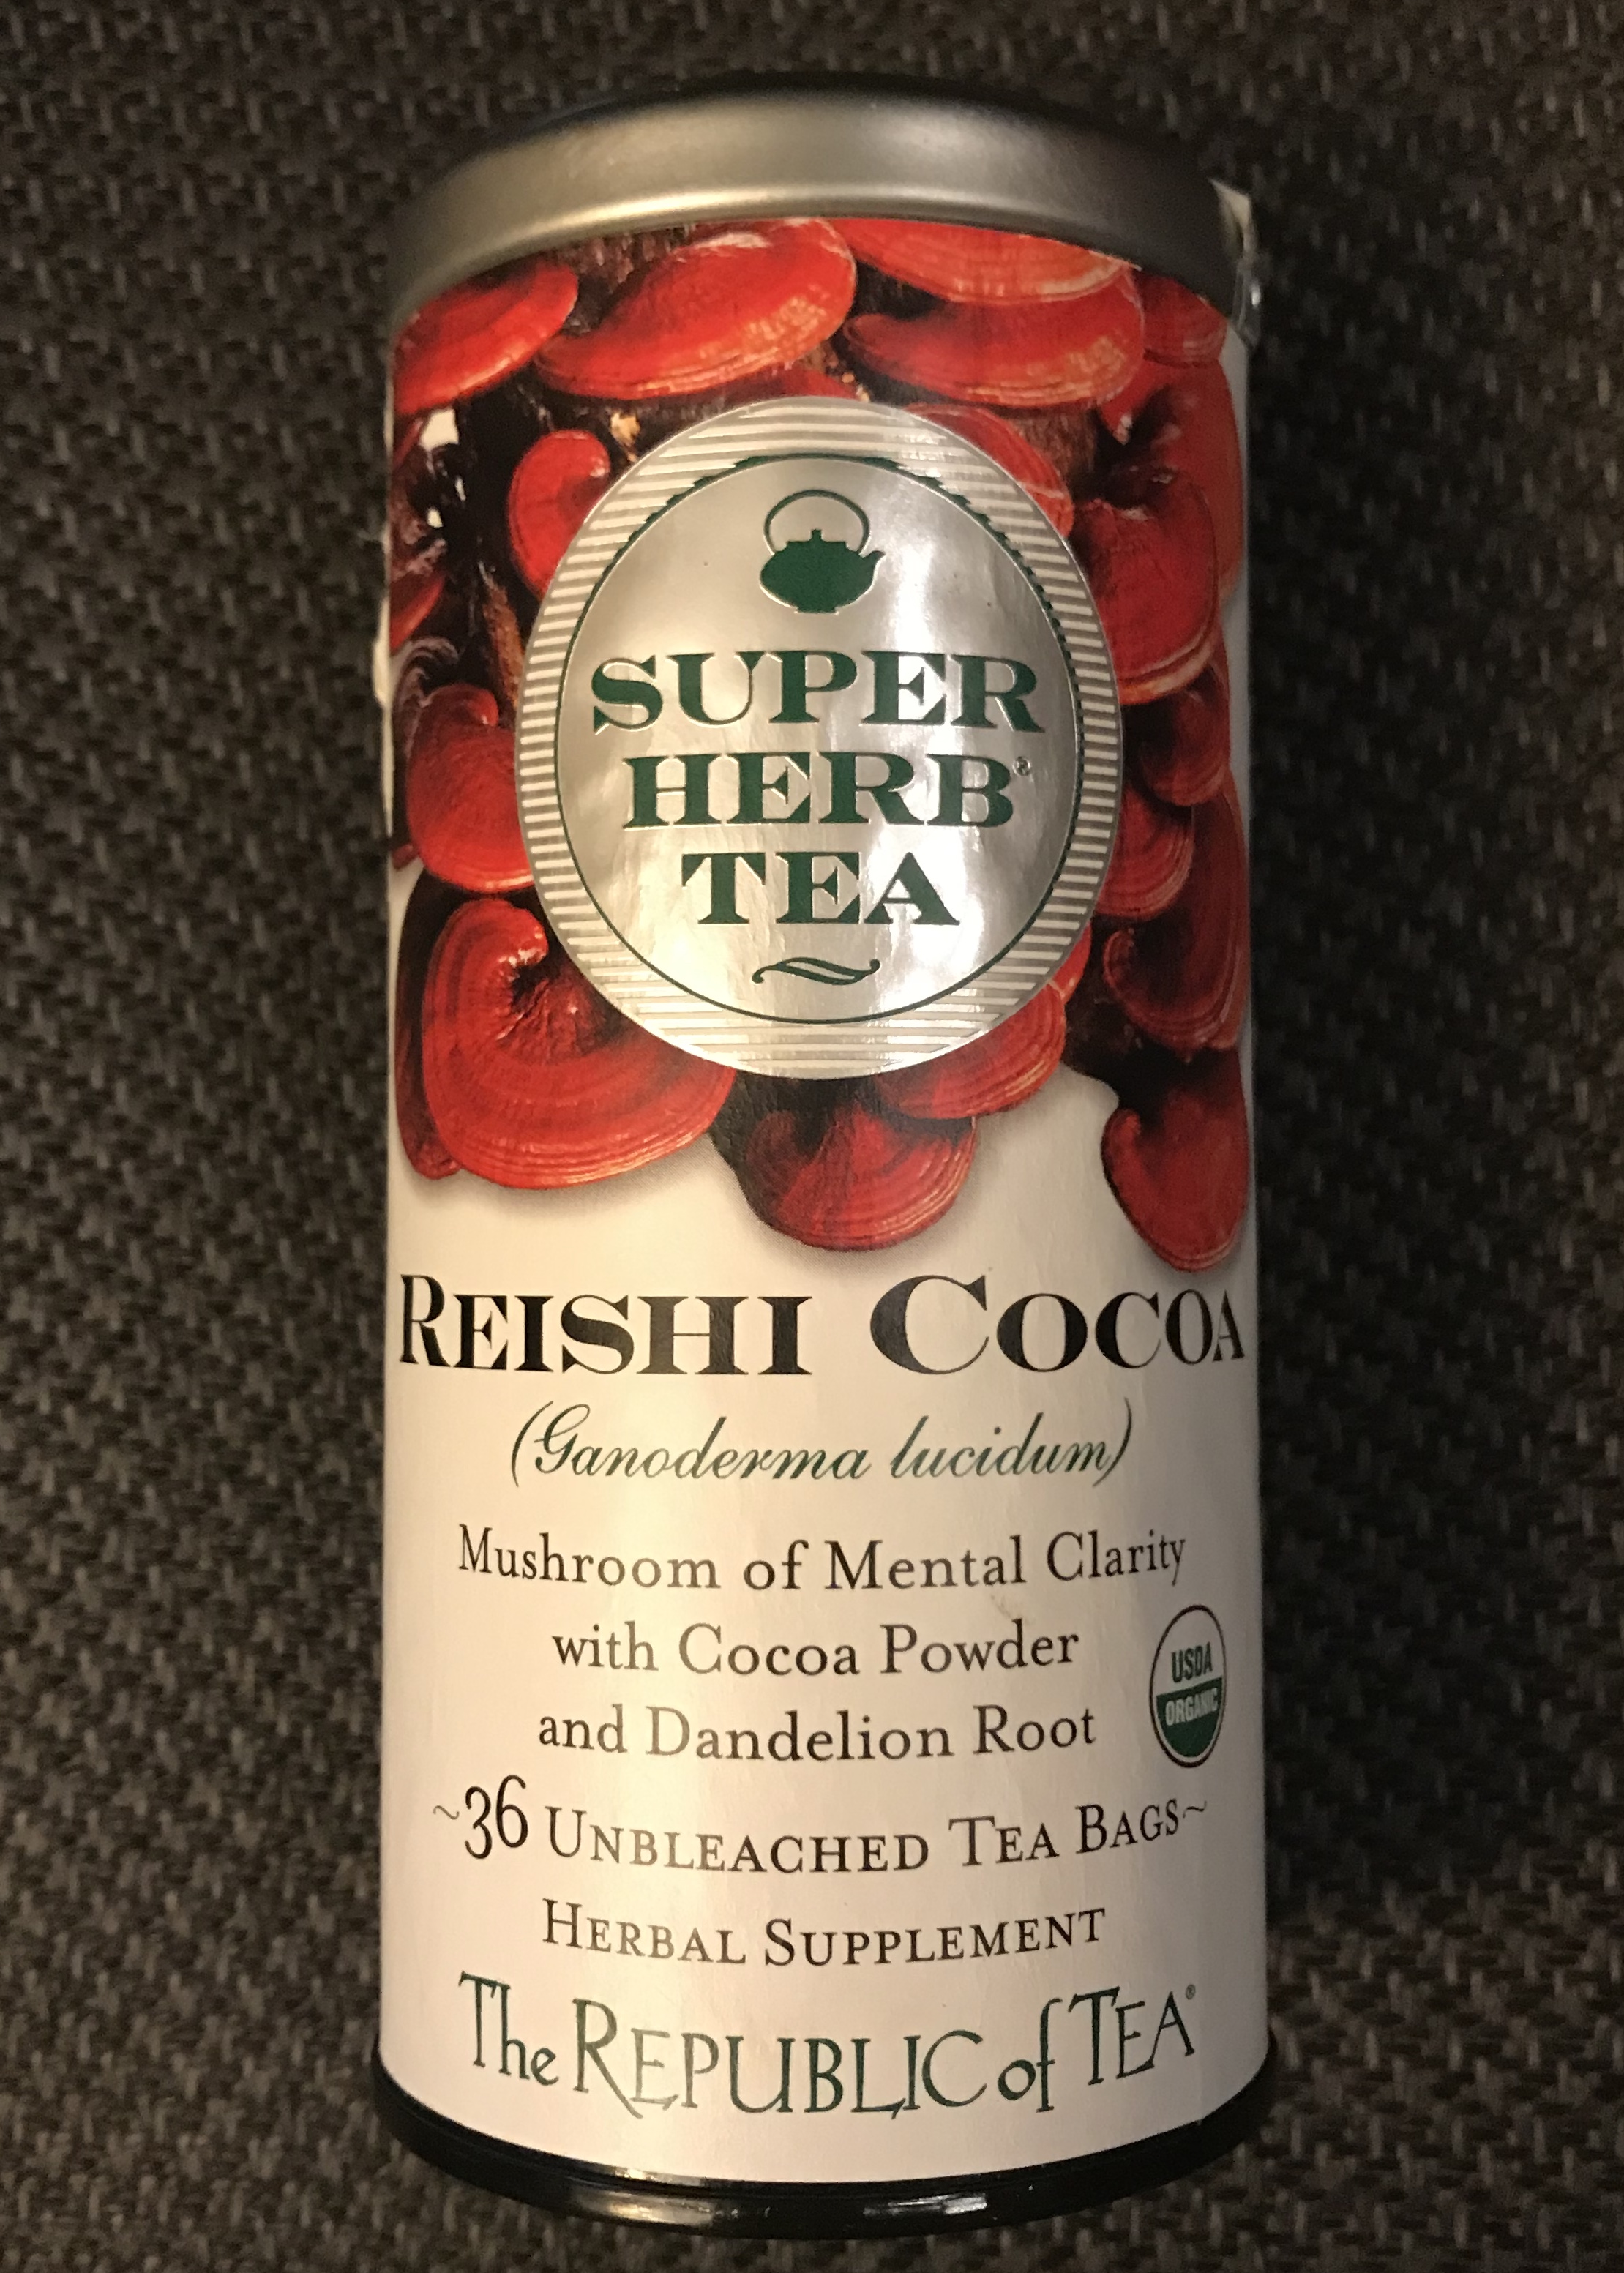 SUPER
HERB®
TEA
REISHI COCOA
(Ganoderma lucidum)
Mushroom of Mental Clarity
with Cocoa Powder
and Dandelion Root
USDA
ORGANIC
~36 UNBLEACHED TEA BAGS~
HERBAL SUPPLEMENT
The REPUBLIC of TEA®